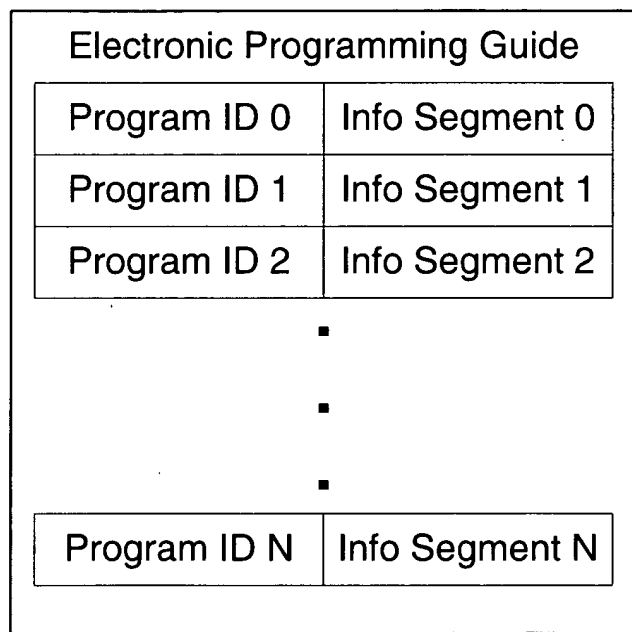 Electronic Programming Guide
Program ID 0 Info Segment 0
Program ID 1 Info Segment 1
Program ID 2 Info Segment 2
Program ID N Info Segment N